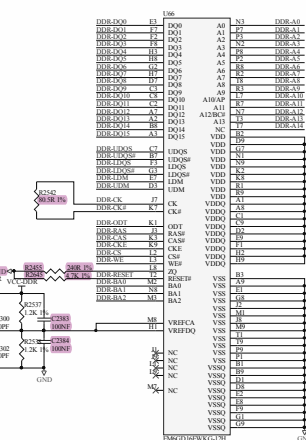 U66
DDR-DQ0 E3 DQ0 A0 N3 DDR-A0
DDR-DQ1 F7 DQ1 A1 P7 DDR-A1
DDR-DQ2 F2 DQ2 A2 P3 DDR-A2
DDR-DQ3 F8 DQ3 A3 N2 DDR-A3
DDR-DQ4 H3 DQ4 A4 P8 DDR-A4
DDR-DQ5 H8 DQ5 A5 P2 DDR-A5
DDR-DQ6 G2 DQ6 A6 R8 DDR-A6
DDR-DQ7 H7 DQ7 A7 R2 DDR-A7
DDR-DQ8 D7 DQ8 A8 T8 DDR-A8
DDR-DQ9 C3 DQ9 A9 R3 DDR-A9
DDR-DQ10 C8 DQ10 A10/AP L7 DDR-A10
DDR-DQ11 C2 DQ11 A11 R7 DDR-A11
DDR-DQ12 A7 DQ12 A12/BC# N7 DDR-A12
DDR-DQ13 A2 DQ13 A13 T3 DDR-A13
DDR-DQ14 B8 DQ14 NC T7 DDR-A14
DDR-DQ15 A3 DQ15 VDD B2
VDD D9
DDR-UDQS C7 UDQS VDD G7
DDR-UDQS# B7 UDQS# VDD N1
DDR-LDQS F3 LDQS VDD N9
DDR-LDQS# G3 LDQS# VDD K2
DDR-LDM E7 LDM VDD K8
DDR-UDM D3 UDM VDD R1
VDD R9
R2542
80.5R 1%
DDR-CK J7 CK VDDQ A1
DDR-CK# K7 CK# VDDQ A8
VDDQ C1
DDR-ODT K1 ODT VDDQ C9
DDR-RAS J3 RAS# VDDQ D2
DDR-CAS K3 CAS# VDDQ E9
DDR-CKE K9 CKE VDDQ F1
DDR-CS L2 CS# VDDQ H2
DDR-WE L3 WE# VDDQ H9
R2455 240R 1% L8 ZQ
R2645 4.7K 1% DDR-RESET T2 RESET# VSS B3
VCC-DDR DDR-BA0 M2 BA0 VSS A9
DDR-BA1 N8 BA1 VSS E1
DDR-BA2 M3 BA2 VSS G8
R2537 VSS J2
1.2K 1% C2383 VSS J8
100NF M8 VREFCA VSS M1
H1 VREFDQ VSS M9
C2384
100NF
1.2K 1%
J1 NC
NC
NC
NC
M7 NC
VSS T1
VSS T9
VSS P9
VSS P1
VSSQ B1
VSSQ B9
VSSQ D1
VSSQ D8
VSSQ E2
VSSQ E8
VSSQ F9
VSSQ G1
VSSQ G9
GND